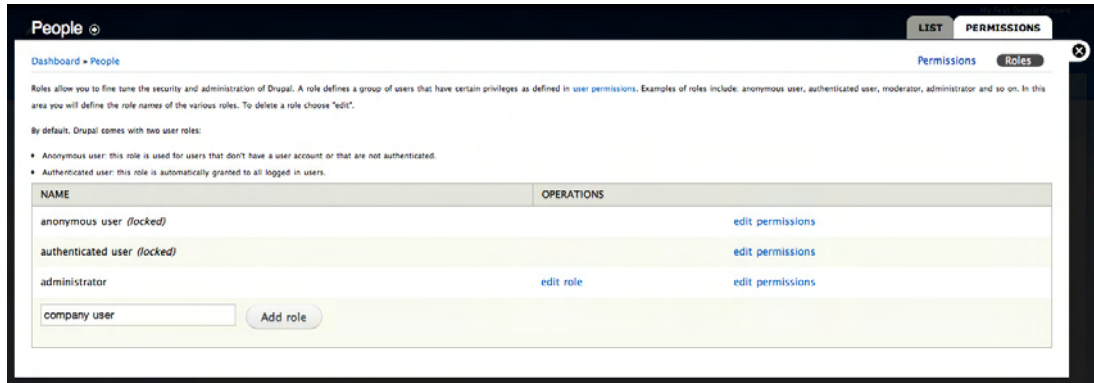 My First Drupal Content
People
LIST
PERMISSIONS
Dashboard » People
Permissions
Roles
Roles allow you to fine tune the security and administration of Drupal. A role defines a group of users that have certain privileges as defined in user permissions. Examples of roles include: anonymous user, authenticated user, moderator, administrator and so on. In this
area you will define the role names of the various roles. To delete a role choose "edit".
By default, Drupal comes with two user roles:
• Anonymous user: this role is used for users that don't have a user account or that are not authenticated.
• Authenticated user: this role is automatically granted to all logged in users.
NAME OPERATIONS
anonymous user (locked) edit permissions
authenticated user (locked) edit permissions
administrator edit role edit permissions
company user Add role